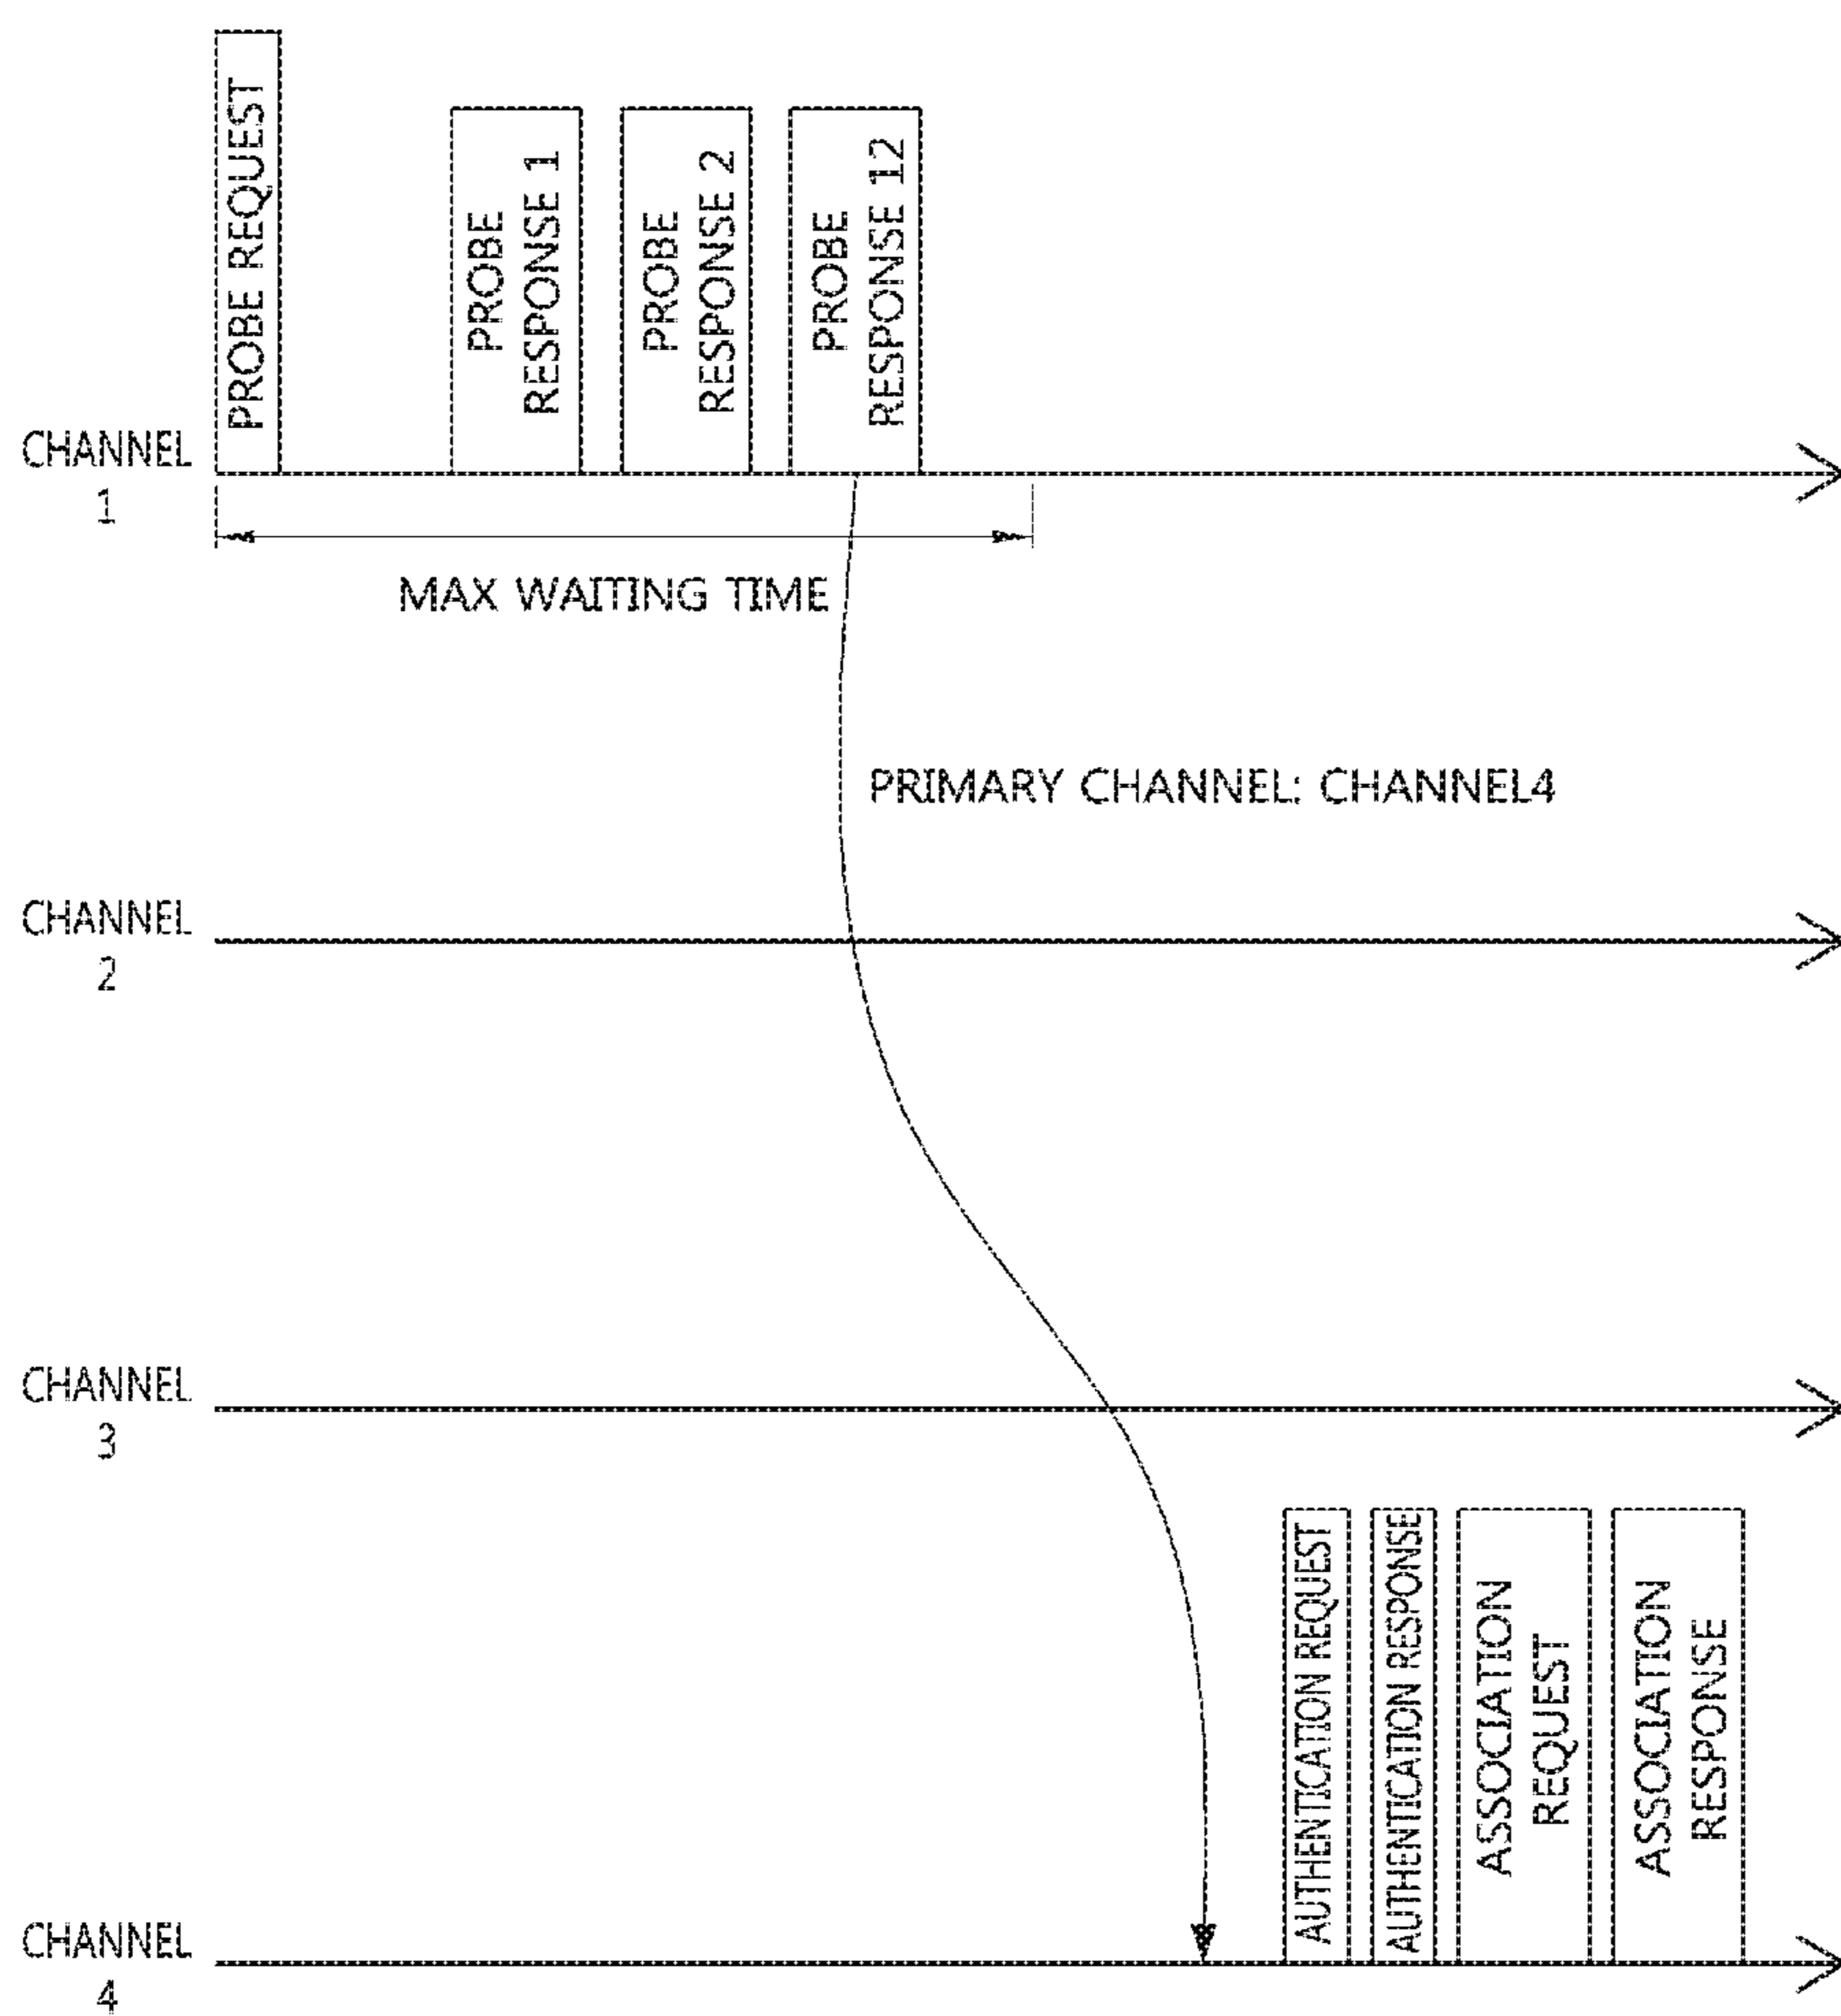 PROBE REQUEST
PROBE
RESPONSE 1
PROBE
RESPONSE 2
PROBE
RESPONSE 12
CHANNEL
1
MAX WAITING TIME
PRIMARY CHANNEL: CHANNEL4
CHANNEL
2
CHANNEL
3
AUTHENTICATION REQUEST
AUTHENTICATION RESPONSE
ASSOCIATION
REQUEST
ASSOCIATION
RESPONSE
CHANNEL
4